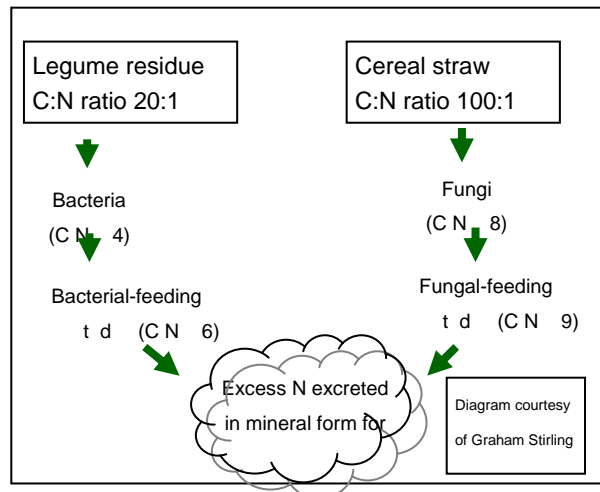 Legume residue
C:N ratio 20:1
Cereal straw
C:N ratio 100:1
Bacteria
(C N 4)
Fungi
(C N 8)
Bacterial-feeding
t d (C N 6)
Fungal-feeding
t d (C N 9)
Excess N excreted
in mineral form for
Diagram courtesy
of Graham Stirling